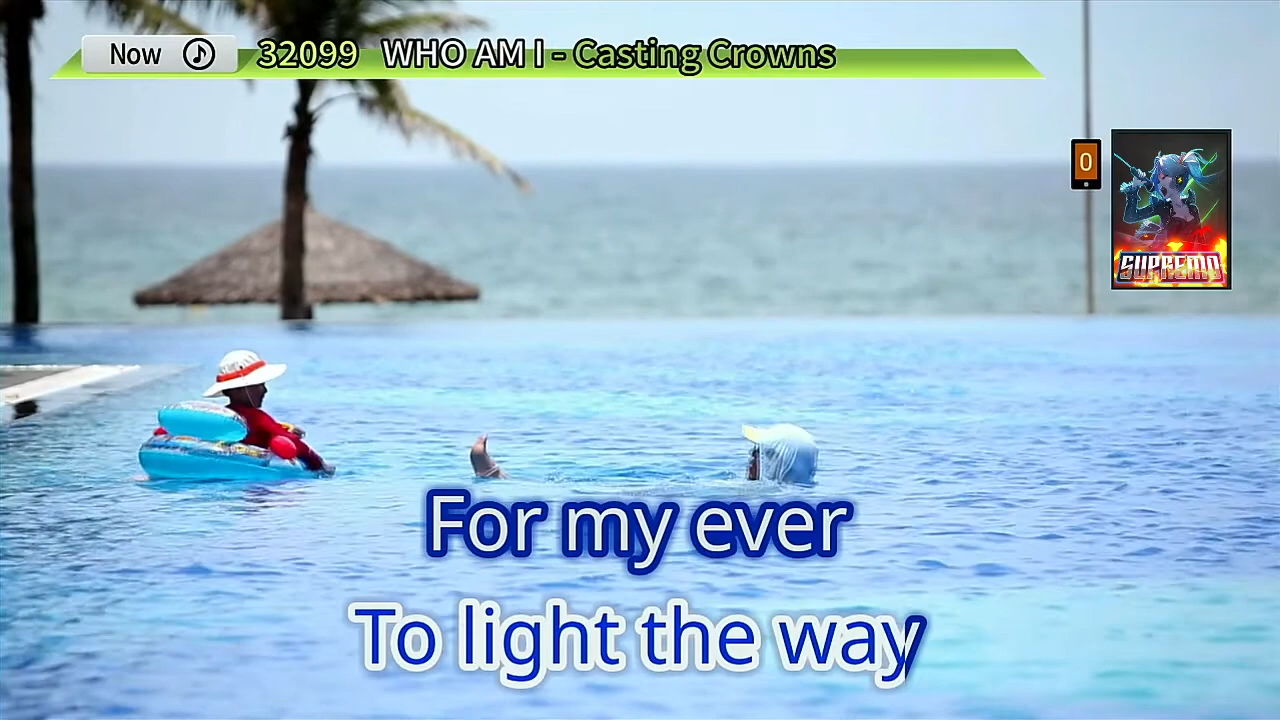 Now 32099 WHO AM I - Casting Crowns
0
SUPREMO
For my ever
To light the way